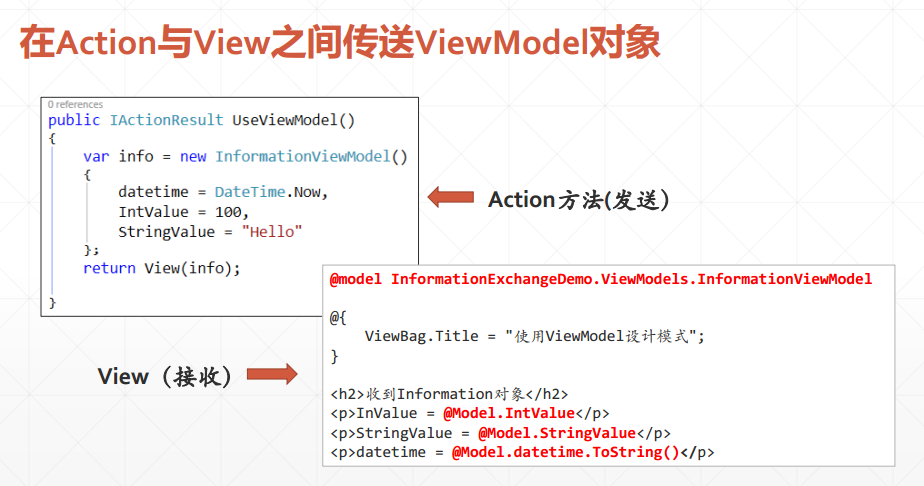 在Action与View之间传送ViewModel对象
0 references
public IActionResult UseViewModel()
{
var info = new InformationViewModel()
{
datetime = DateTime.Now,
IntValue = 100,
StringValue = "Hello"
};
return View(info);
}
Action方法(发送)
@model InformationExchangeDemo.ViewModels.InformationViewModel
@{
ViewBag.Title = "使用ViewModel设计模式";
}
View（接收）
<h2>收到Information对象</h2>
<p>InValue = @Model.IntValue</p>
<p>StringValue = @Model.StringValue</p>
<p>datetime = @Model.datetime.ToString()</p>